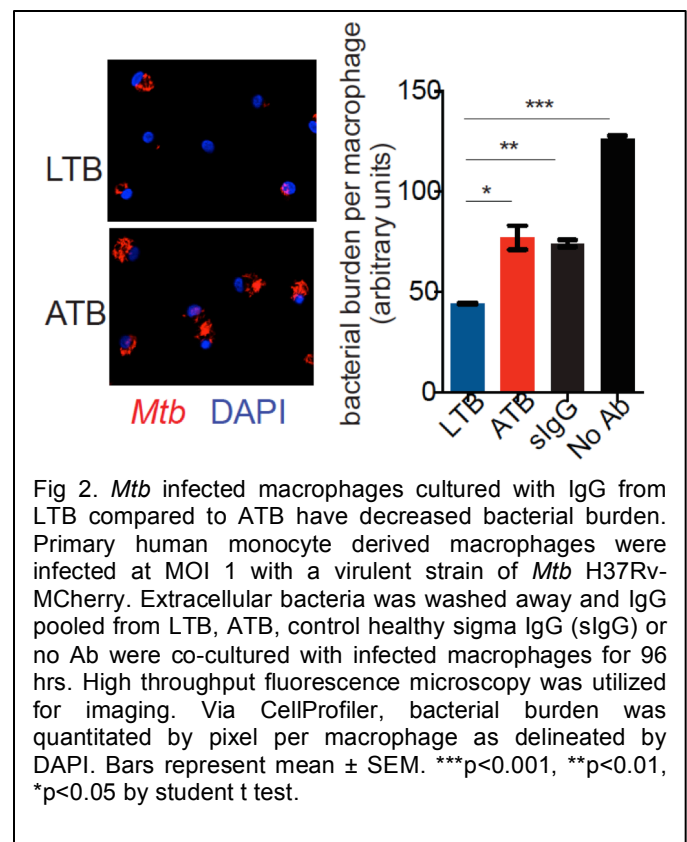 LTB
ATB
Mtb DAPI
bacterial burden per macrophage
(arbitrary units)
150
100
50
0
***
**
*
LTB
ATB
sIgG
No Ab
Fig 2. Mtb infected macrophages cultured with IgG from
LTB compared to ATB have decreased bacterial burden.
Primary human monocyte derived macrophages were
infected at MOI 1 with a virulent strain of Mtb H37Rv-
MCherry. Extracellular bacteria was washed away and IgG
pooled from LTB, ATB, control healthy sigma IgG (sIgG) or
no Ab were co-cultured with infected macrophages for 96
hrs. High throughput fluorescence microscopy was utilized
for imaging. Via CellProfiler, bacterial burden was
quantitated by pixel per macrophage as delineated by
DAPI. Bars represent mean ± SEM. ***p<0.001, **p<0.01,
*p<0.05 by student t test.